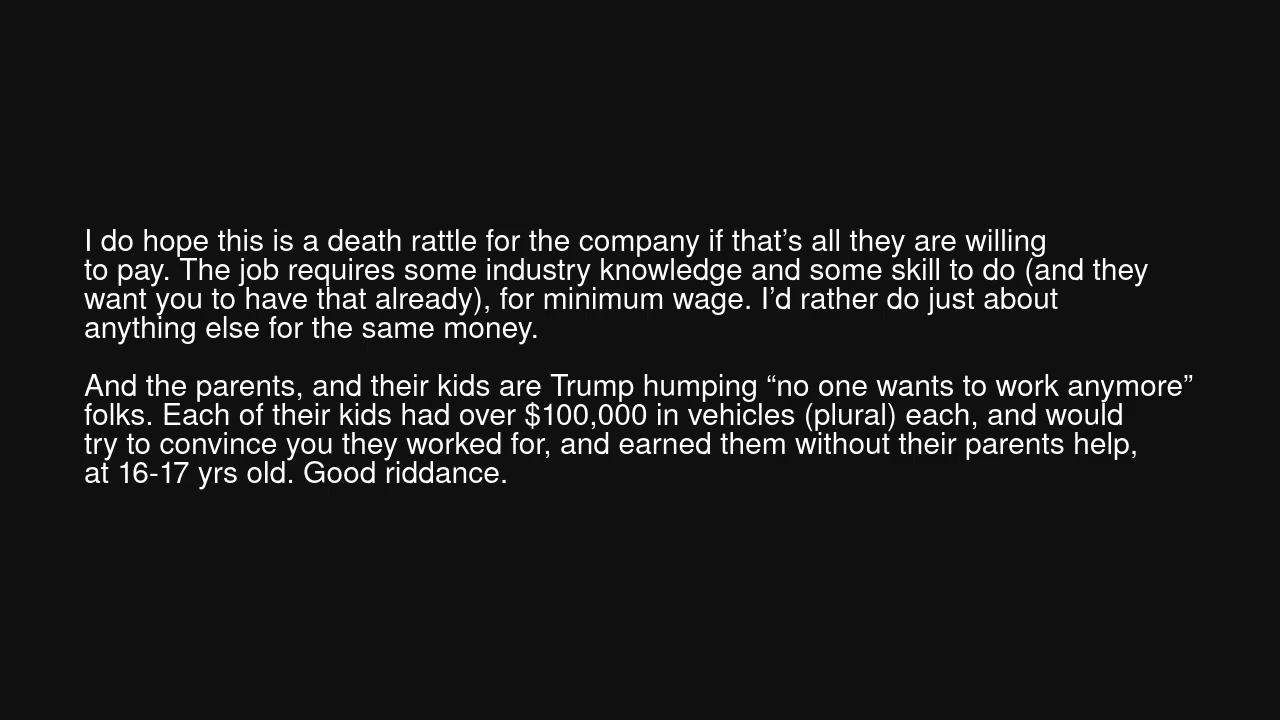 I do hope this is a death rattle for the company if that’s all they are willing
to pay. The job requires some industry knowledge and some skill to do (and they
want you to have that already), for minimum wage. I’d rather do just about
anything else for the same money.
And the parents, and their kids are Trump humping “no one wants to work anymore”
folks. Each of their kids had over $100,000 in vehicles (plural) each, and would
try to convince you they worked for, and earned them without their parents help,
at 16-17 yrs old. Good riddance.